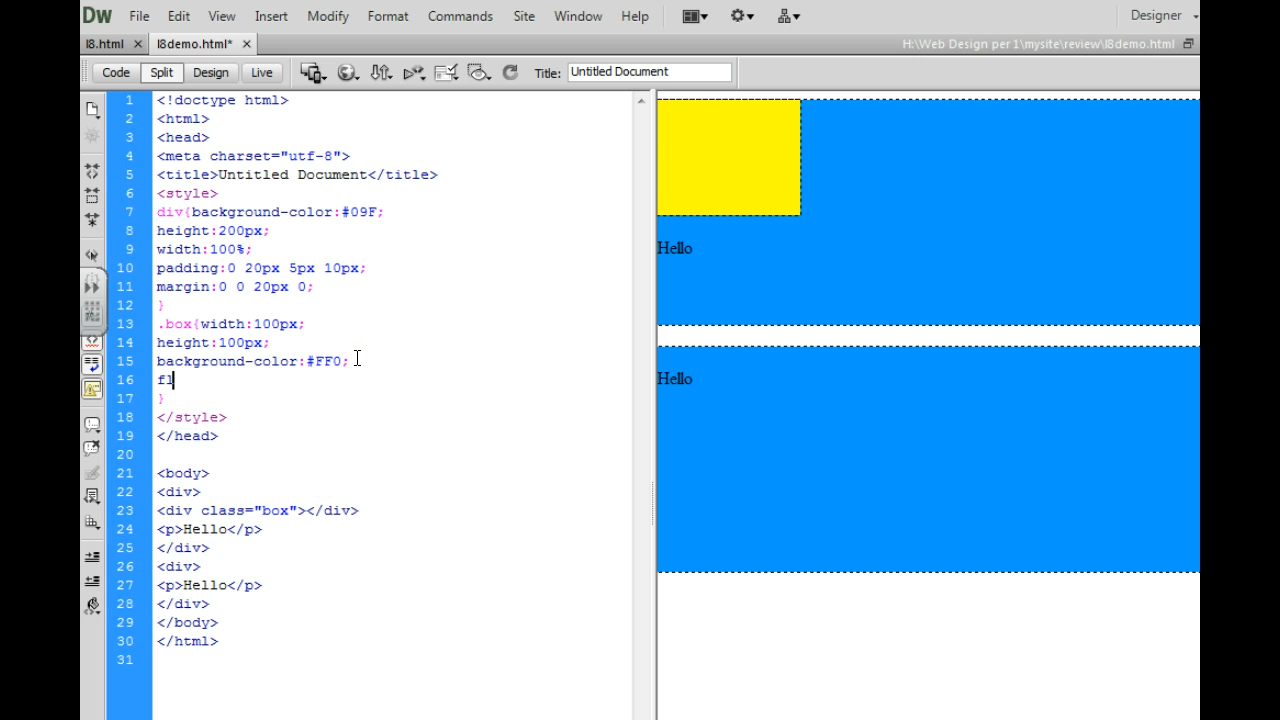 Dw File Edit View Insert Modify Format Commands Site Window Help Designer
l8.html × l8demo.html* × H:\Web Design per 1\mysite\review\l8demo.html
Code Split Design Live Title: Untitled Document
1 <!doctype html>
2 <html>
3 <head>
4 <meta charset="utf-8">
5 <title>Untitled Document</title>
6 <style>
7 div{background-color:#09F;
8 height:200px;
9 width:100%;
10 padding:0 20px 5px 10px;
11 margin:0 0 20px 0;
12 }
13 .box{width:100px;
14 height:100px;
15 background-color:#FF0;
16 fl
17 }
18 </style>
19 </head>
20
21 <body>
22 <div>
23 <div class="box"></div>
24 <p>Hello</p>
25 </div>
26 <div>
27 <p>Hello</p>
28 </div>
29 </body>
30 </html>
31
Hello
Hello